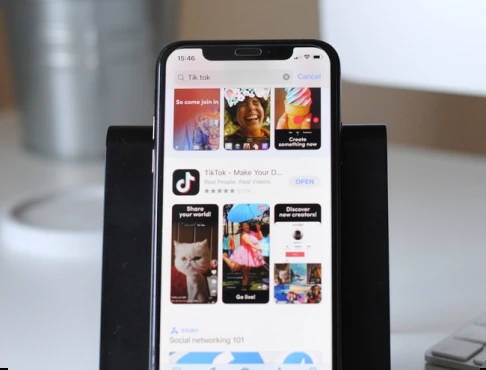 15:46
Tik tok
Cancel
So come join in
Create
something new
TikTok - Make Your D...
Real People. Real Videos.
OPEN
Share
your world!
Go live!
Discover
new creators!
STORY
Social networking 101